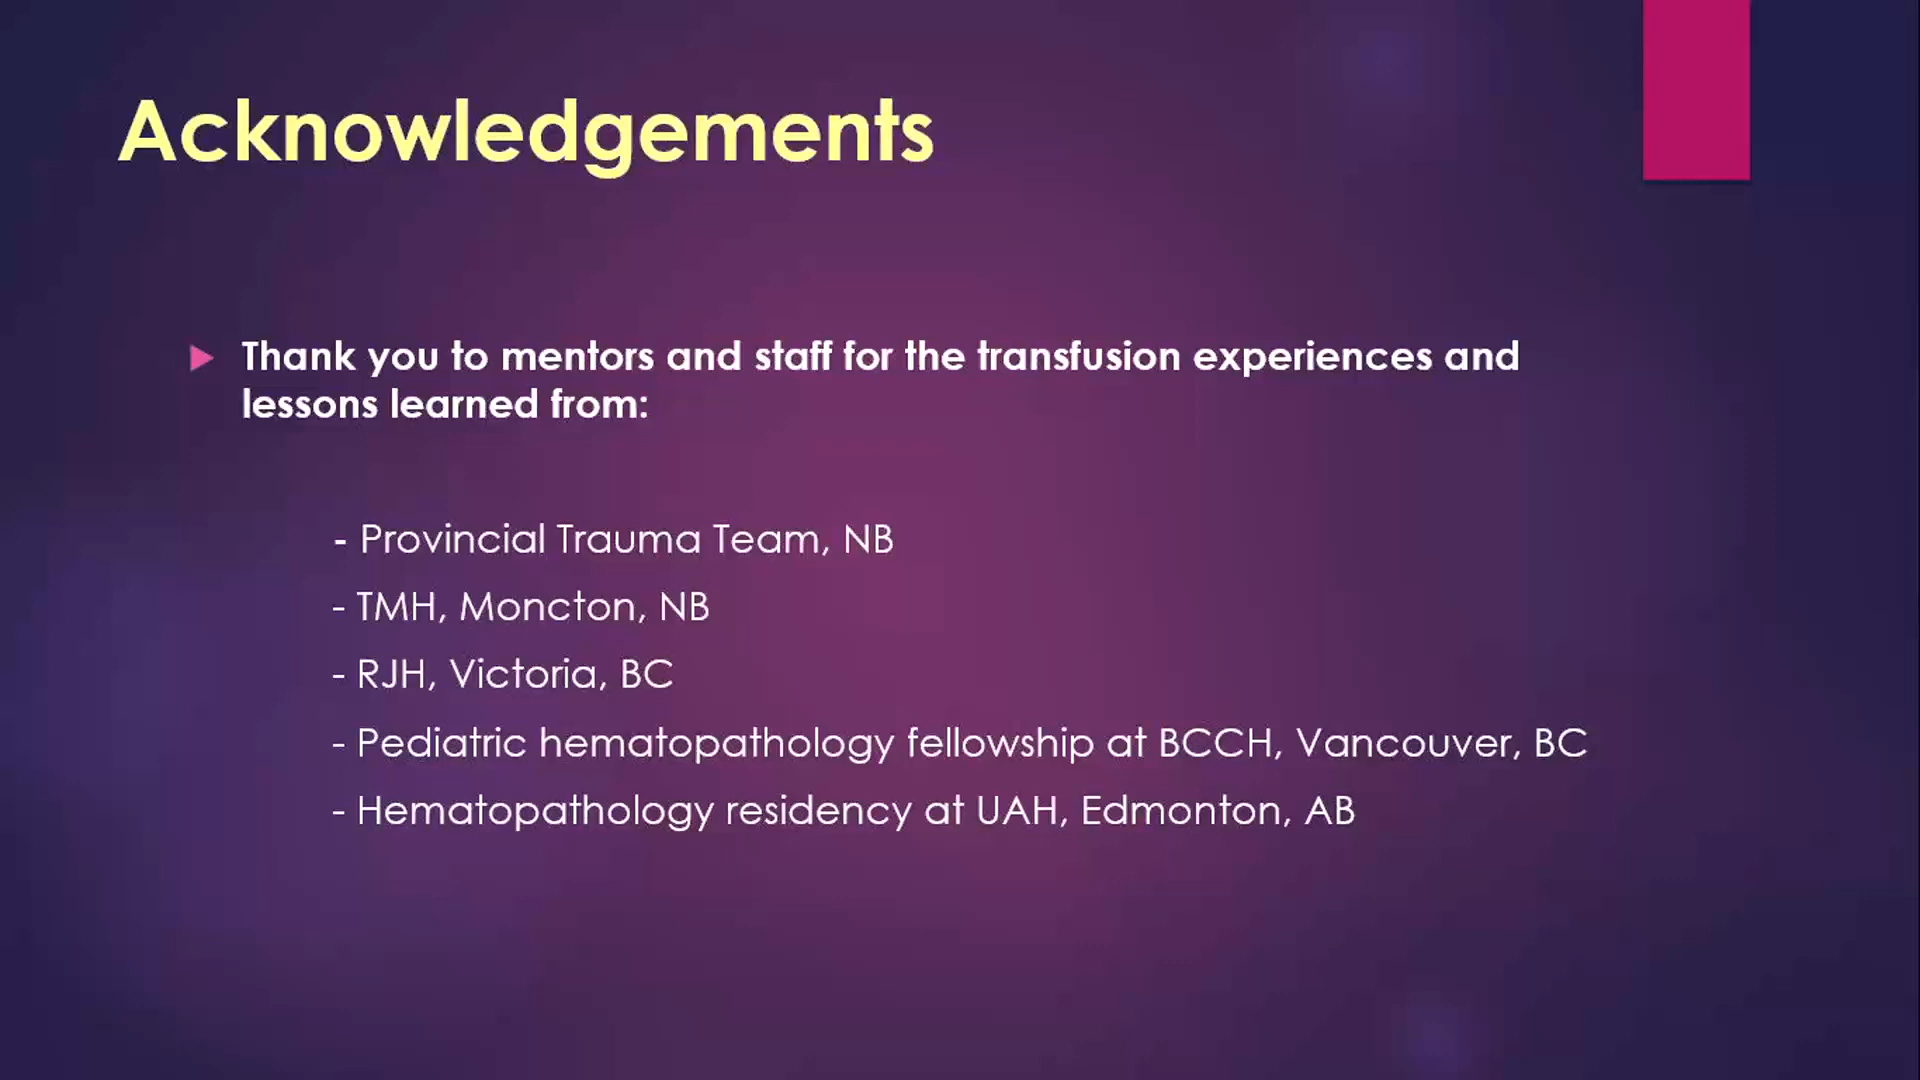 Acknowledgements
Thank you to mentors and staff for the transfusion experiences and
lessons learned from:
- Provincial Trauma Team, NB
- TMH, Moncton, NB
- RJH, Victoria, BC
- Pediatric hematopathology fellowship at BCCH, Vancouver, BC
- Hematopathology residency at UAH, Edmonton, AB